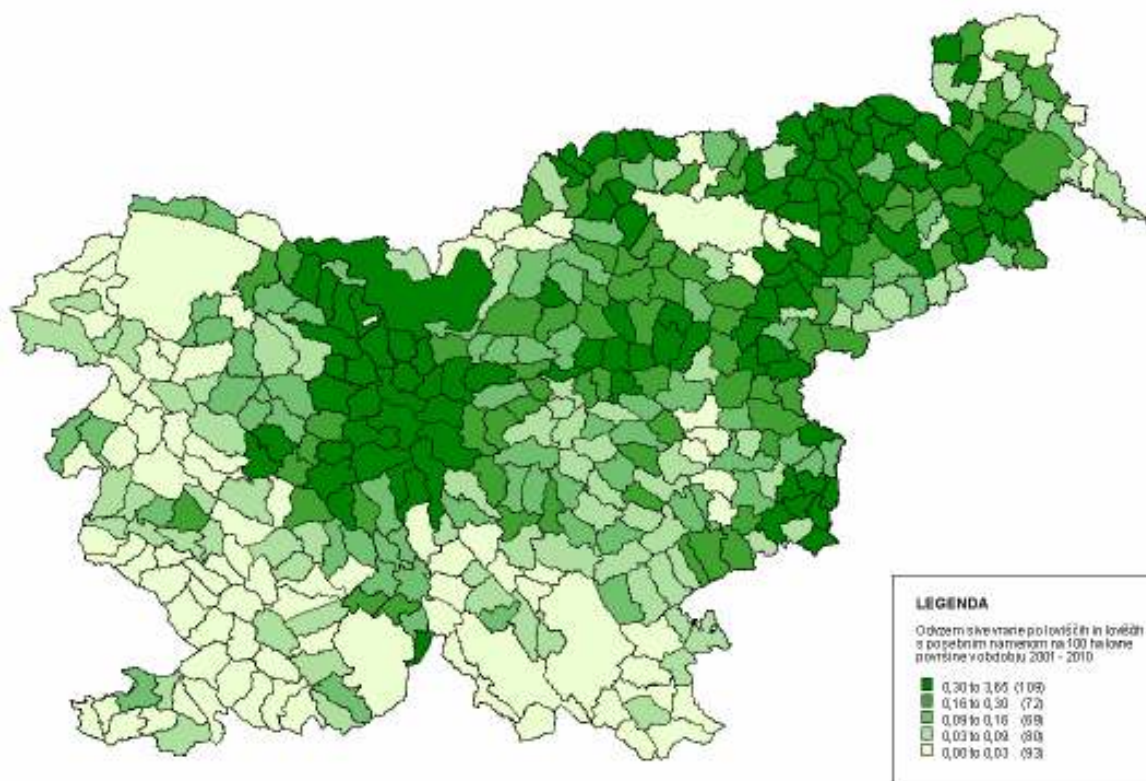 LEGENDA
Odvzem sive vrane po loviščih in loviščih
s posebnim namenom na 100 ha lovne
površine v obdobju 2001 - 2010
0,30 to 3,65 (109)
0,16 to 0,30 (72)
0,09 to 0,16 (69)
0,03 to 0,09 (80)
0,00 to 0,03 (93)